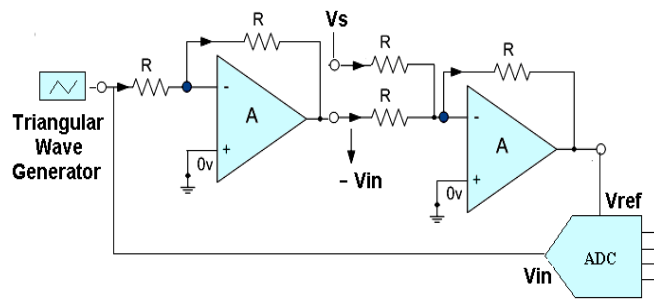 R
Vs
R
R
R
R
-
A
+
0v
-
A
+
0v
Triangular
Wave
Generator
– Vin
Vref
ADC
Vin